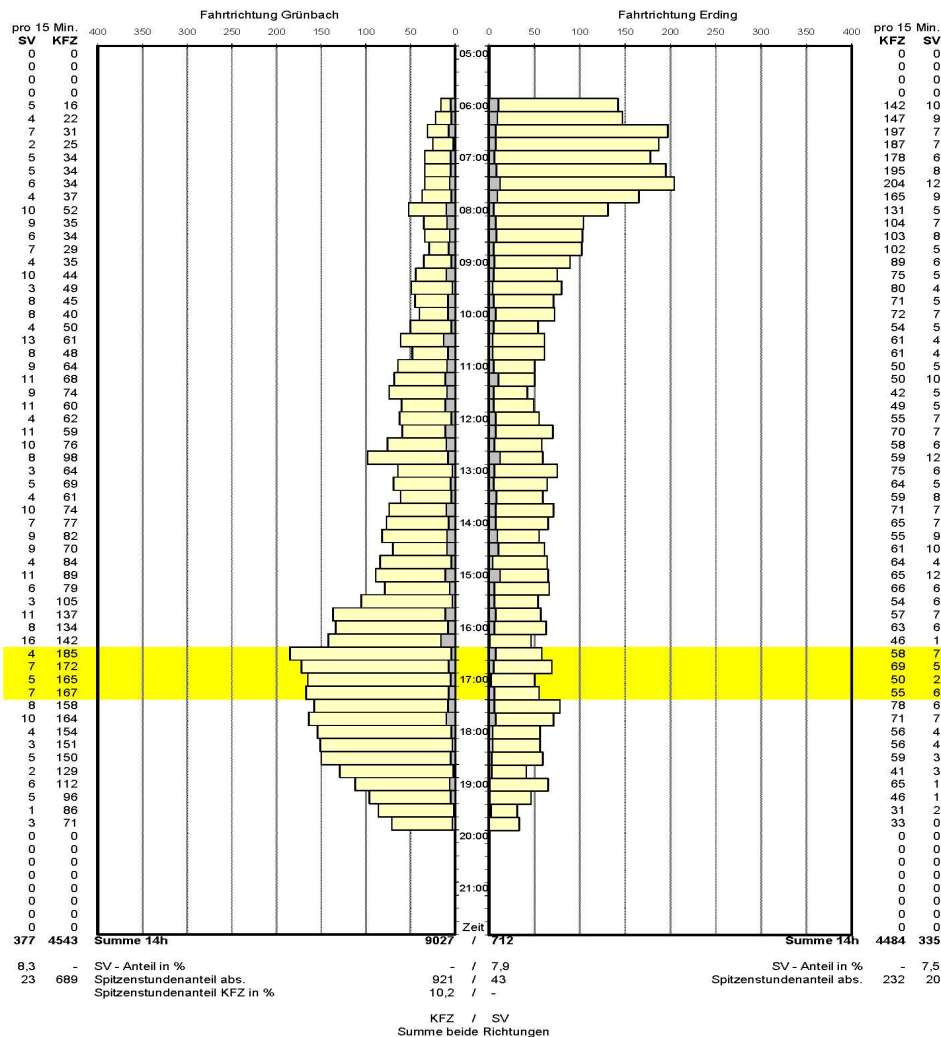 Fahrtrichtung Grünbach Fahrtrichtung Erding
pro 15 Min. pro 15 Min.
SV KFZ 400 300 200 100 0 0 50 100 150 200 250 300 400 KFZ SV
0 0 05:00 0 0
0 0 0 0
0 0 0 0
0 0 0 0
5 16 06:00 142 10
4 22 147 9
7 31 197 7
2 25 187 7
5 34 07:00 178 6
5 34 195 8
6 34 204 12
4 37 165 9
10 52 08:00 131 5
9 35 104 7
6 34 103 8
7 29 102 5
4 35 09:00 89 6
10 44 75 5
3 49 80 4
8 45 71 5
8 40 10:00 72 7
4 50 54 5
13 61 61 4
8 48 61 4
9 64 11:00 50 5
11 68 50 10
9 74 42 5
11 60 49 5
4 62 12:00 55 7
11 59 70 7
10 76 58 6
8 98 59 12
3 64 13:00 75 6
5 69 64 5
4 61 59 8
10 74 71 7
7 77 14:00 65 7
9 82 55 9
9 70 61 10
4 84 64 4
11 89 15:00 65 12
6 79 66 6
3 105 54 6
11 137 57 7
8 134 16:00 63 6
16 142 46 1
4 185 58 7
7 172 69 5
5 165 17:00 50 2
7 167 55 6
8 158 78 6
10 164 71 7
4 154 18:00 56 4
3 151 56 4
5 150 59 3
2 129 41 3
6 112 19:00 65 1
5 96 46 1
1 86 31 2
3 71 33 0
0 0 20:00 0 0
0 0 0 0
0 0 0 0
0 0 0 0
0 0 21:00 0 0
0 0 0 0
0 0 0 0
0 0 Zeit 0 0
377 4543 Summe 14h 9027 / 712 Summe 14h 4484 335
8,3 - SV - Anteil in % - / 7,9 SV - Anteil in % - 7,5
23 689 Spitzenstundenanteil abs. 921 / 43 Spitzenstundenanteil abs. 232 20
Spitzenstundenanteil KFZ in % 10,2 / -
KFZ / SV
Summe beide Richtungen